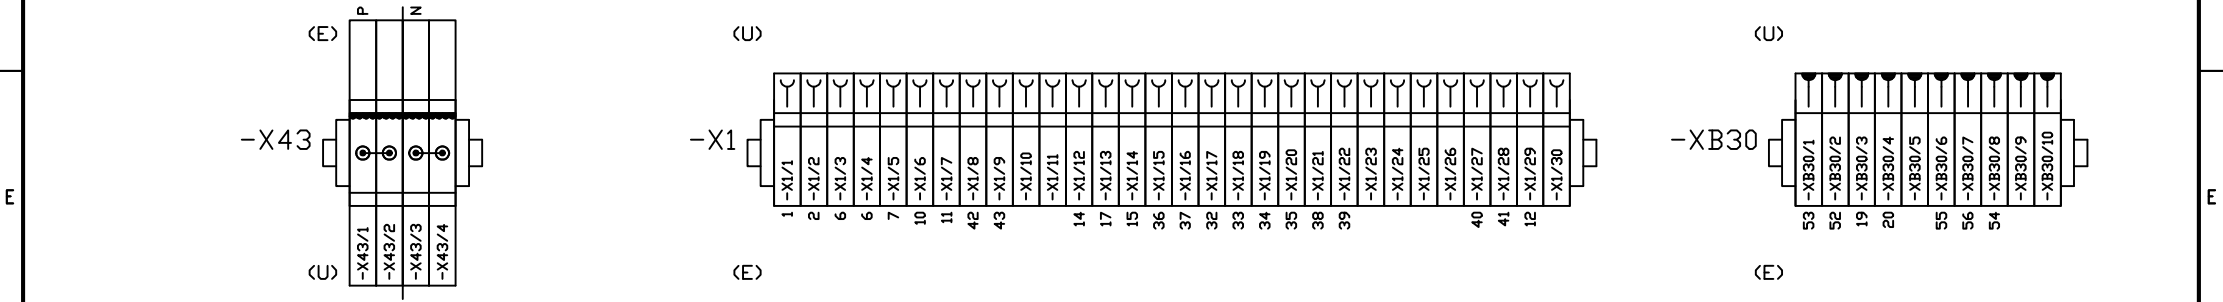 P N
(E)
-X43
-X43/1
-X43/2
-X43/3
-X43/4
(U)
(U)
-X1
-X1/1
-X1/2
-X1/3
-X1/4
-X1/5
-X1/6
-X1/7
-X1/8
-X1/9
-X1/10
-X1/11
-X1/12
-X1/13
-X1/14
-X1/15
-X1/16
-X1/17
-X1/18
-X1/19
-X1/20
-X1/21
-X1/22
-X1/23
-X1/24
-X1/25
-X1/26
-X1/27
-X1/28
-X1/29
-X1/30
1 2 6 6 7 10 11 42 43 14 17 15 36 37 32 33 34 35 38 39 40 41 12
(E)
(U)
-XB30
-XB30/1
-XB30/2
-XB30/3
-XB30/4
-XB30/5
-XB30/6
-XB30/7
-XB30/8
-XB30/9
-XB30/10
53 52 19 20 55 56 54
(E)
E
E